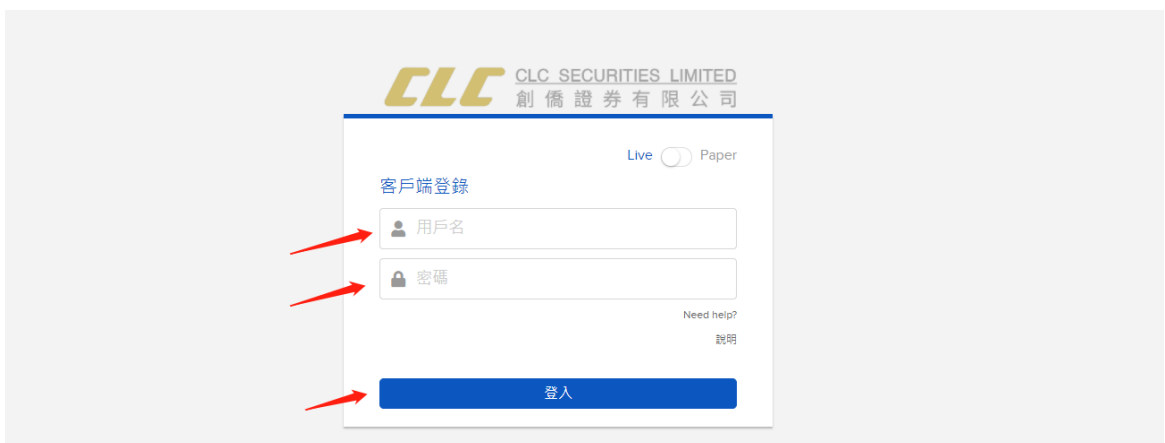 CLC CLC SECURITIES LIMITED
創僑證券有限公司
Live Paper
客戶端登錄
用戶名
密碼
Need help?
說明
登入